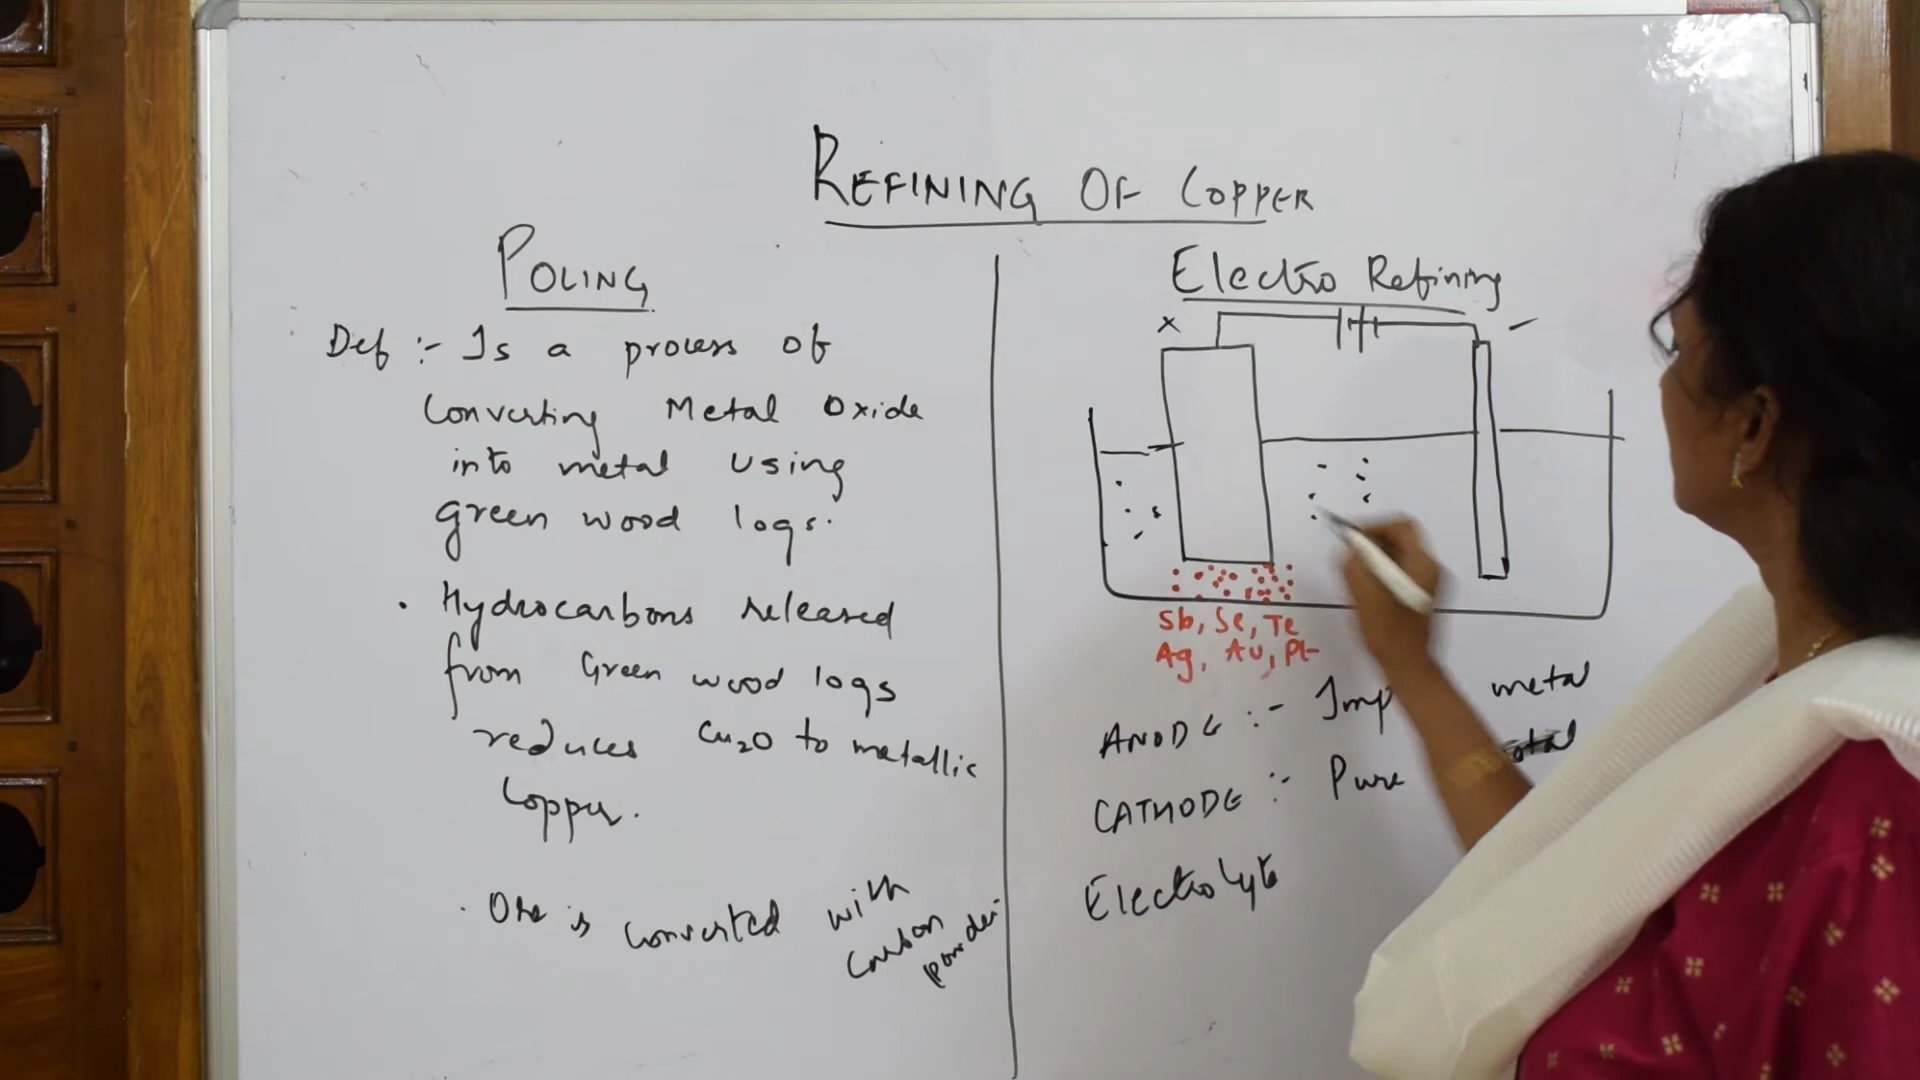 REFINING OF COPPER
POLING
Def :- Is a process of
Converting Metal Oxide
into metal using
green wood logs.
. Hydrocarbons released
from Green wood logs
reduces Cu2O to metallic
Copper.
. Ore is converted with
Carbon
powder
Electro Refining
x
-
Sb, Se, Te
Ag, Au, Pt
ANODE :- Imp metal
CATHODE :- Pure
Electrolyte